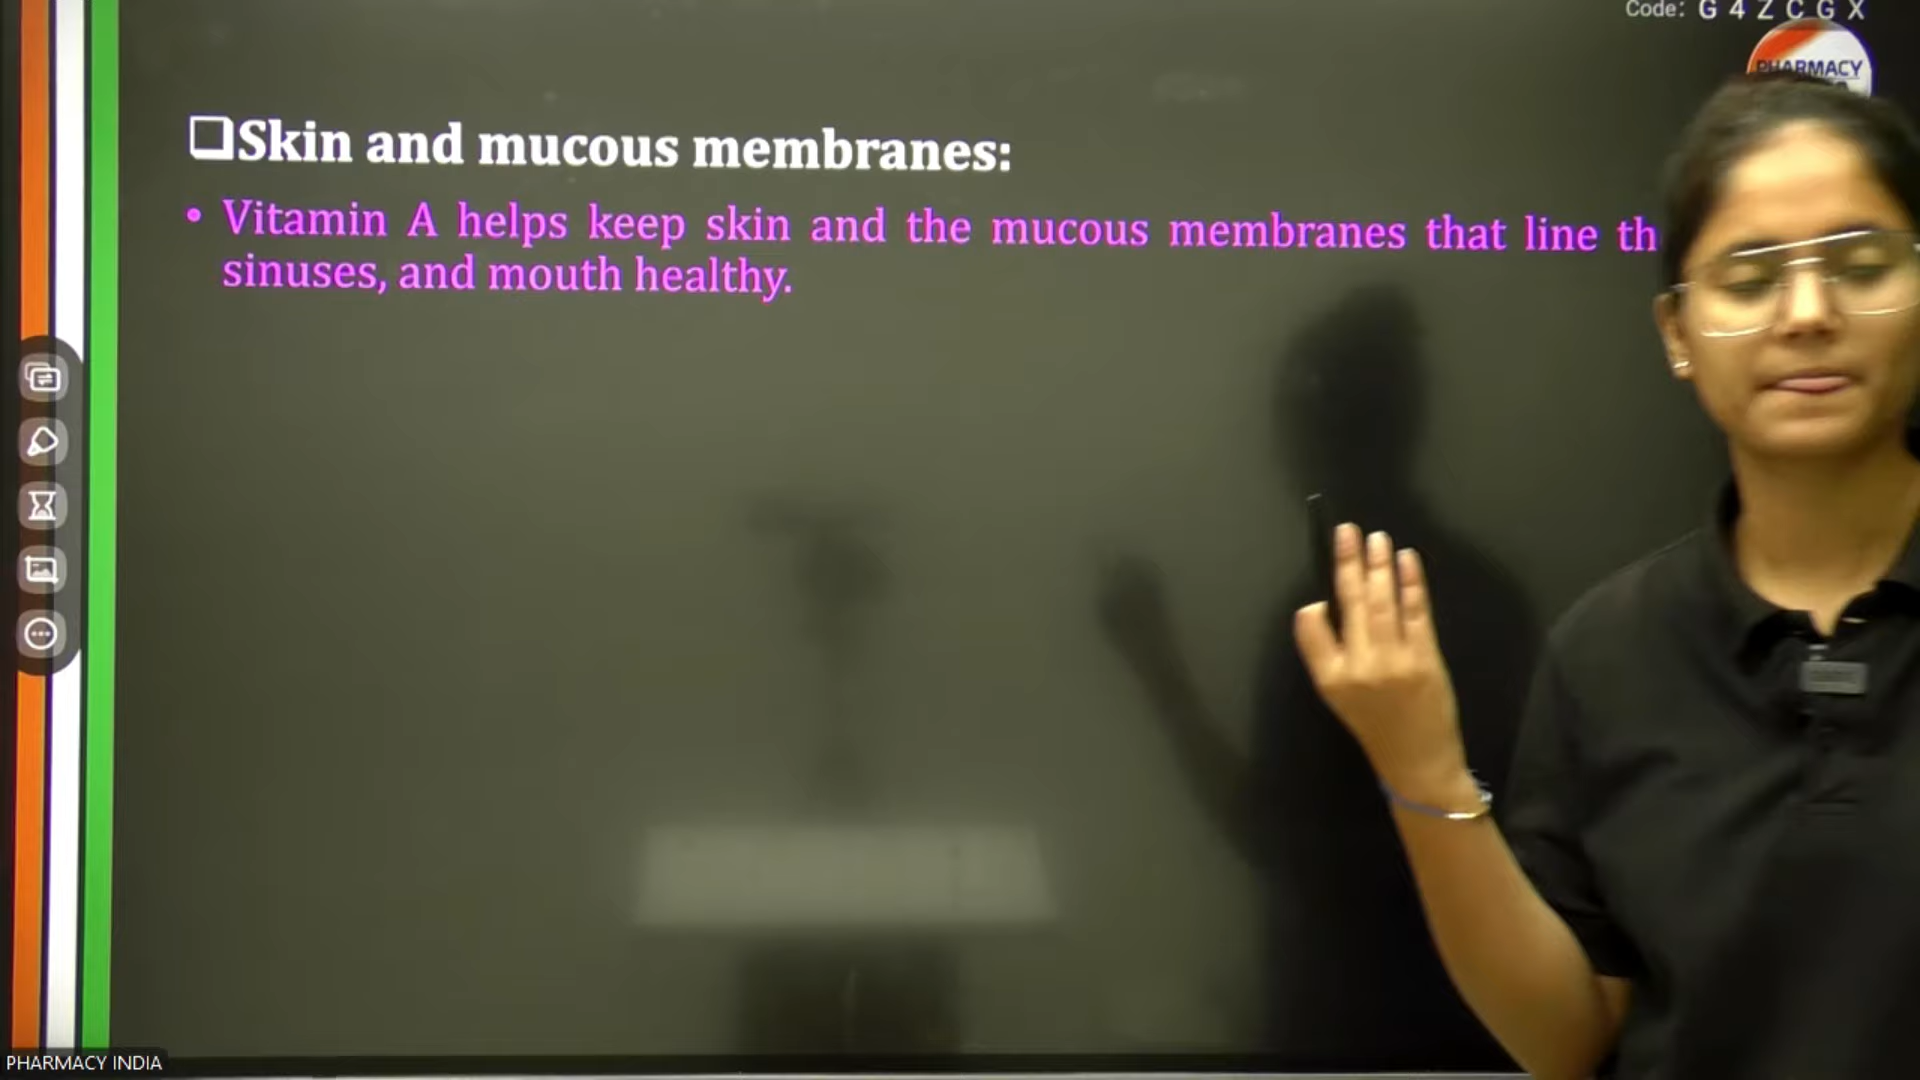 Code: G 4 Z C G X
PHARMACY
❑Skin and mucous membranes:
• Vitamin A helps keep skin and the mucous membranes that line th
sinuses, and mouth healthy.
PHARMACY INDIA